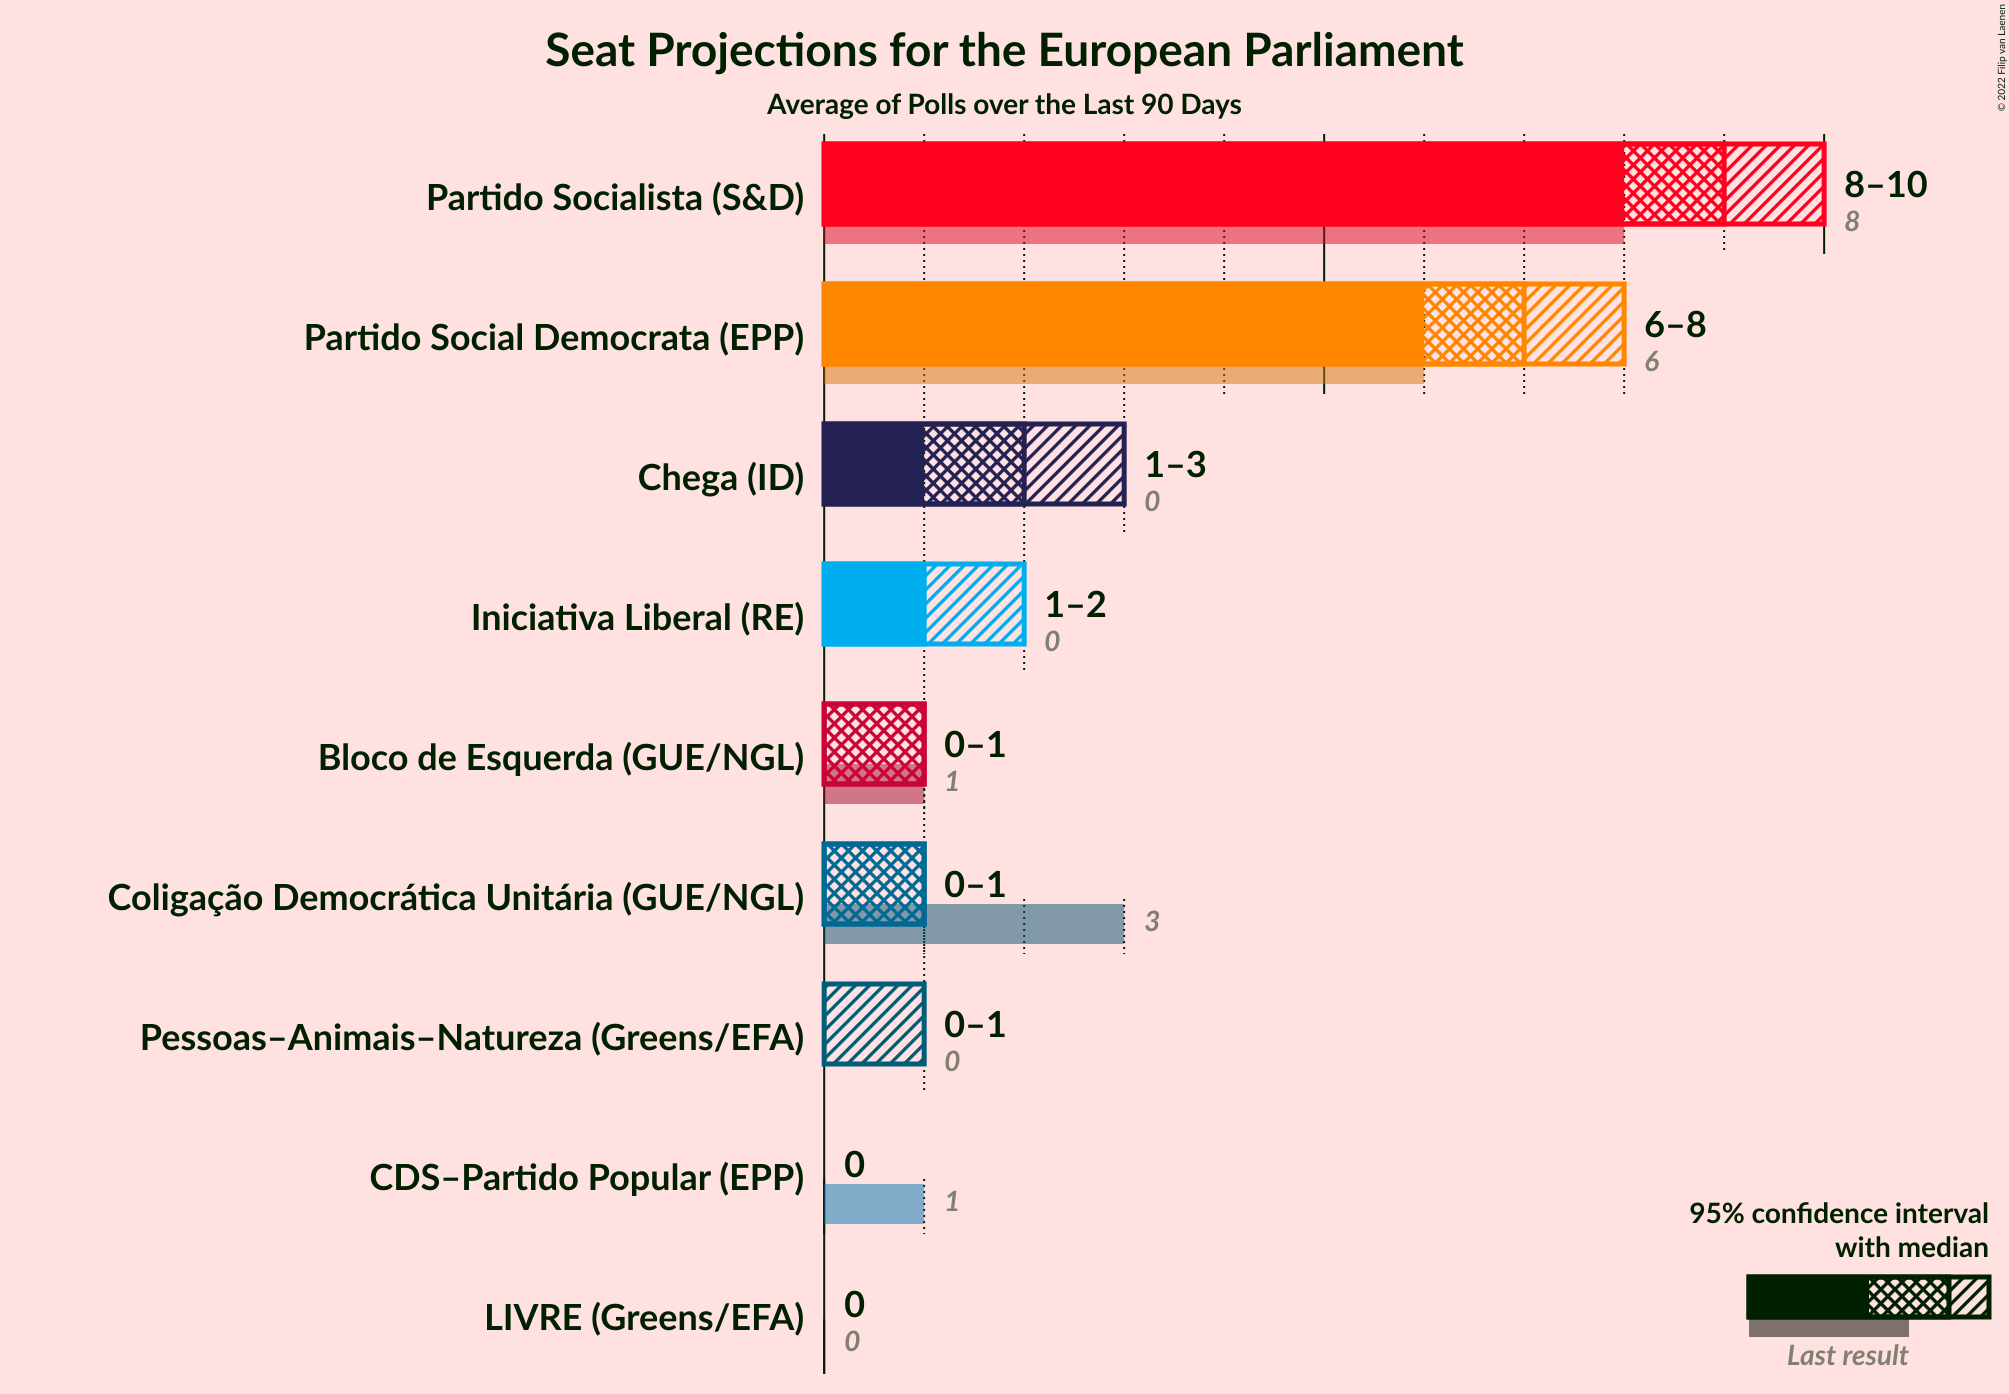 Seat Projections for the European Parliament
Average of Polls over the Last 90 Days
© 2022 Filip van Laenen
Partido Socialista (S&D)
8–10
8
Partido Social Democrata (EPP)
6–8
6
Chega (ID)
1–3
0
Iniciativa Liberal (RE)
1–2
0
Bloco de Esquerda (GUE/NGL)
0–1
1
Coligação Democrática Unitária (GUE/NGL)
0–1
3
Pessoas–Animais–Natureza (Greens/EFA)
0–1
0
CDS–Partido Popular (EPP)
0
1
LIVRE (Greens/EFA)
0
0
95% confidence interval
with median
Last result